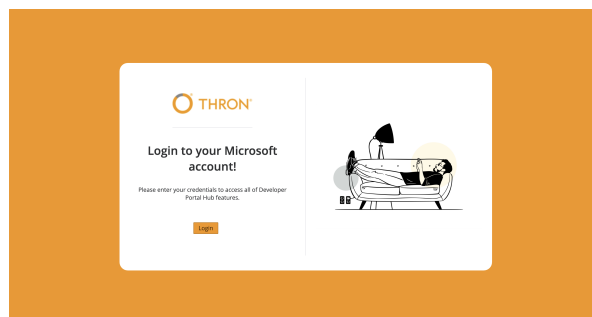 THRON
Login to your Microsoft
account!
Please enter your credentials to access all of Developer
Portal Hub features.
Login